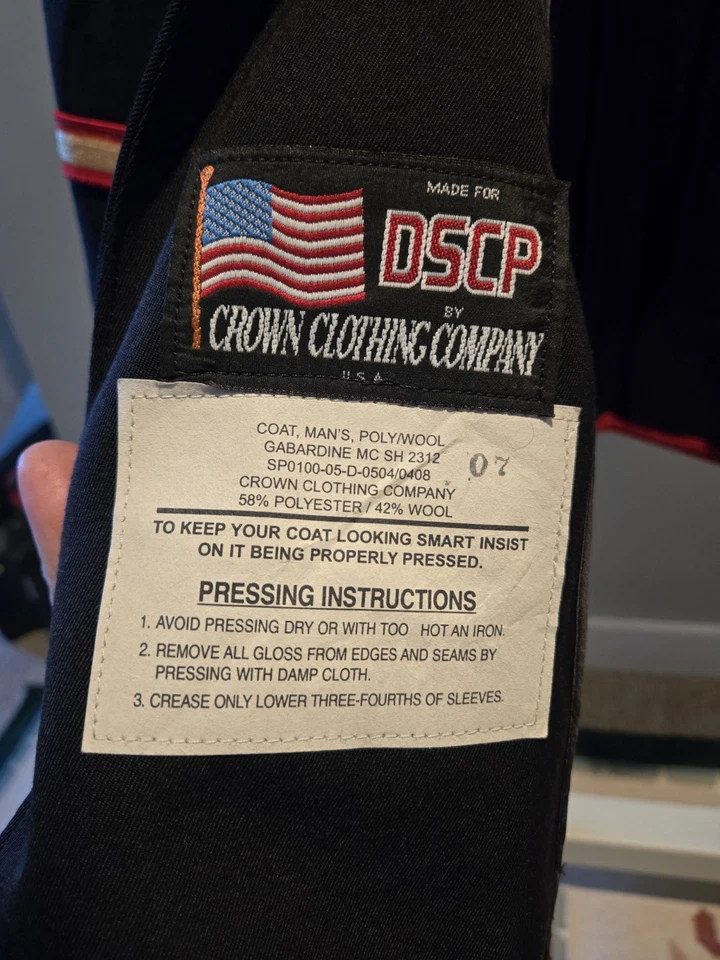 MADE FOR
DSCP
BY
CROWN CLOTHING COMPANY
U.S.A.
COAT, MAN'S, POLY/WOOL
GABARDINE MC SH 2312
SP0100-05-D-0504/0408
07
CROWN CLOTHING COMPANY
58% POLYESTER / 42% WOOL
TO KEEP YOUR COAT LOOKING SMART INSIST
ON IT BEING PROPERLY PRESSED.
PRESSING INSTRUCTIONS
1. AVOID PRESSING DRY OR WITH TOO HOT AN IRON.
2. REMOVE ALL GLOSS FROM EDGES AND SEAMS BY
PRESSING WITH DAMP CLOTH.
3. CREASE ONLY LOWER THREE-FOURTHS OF SLEEVES.